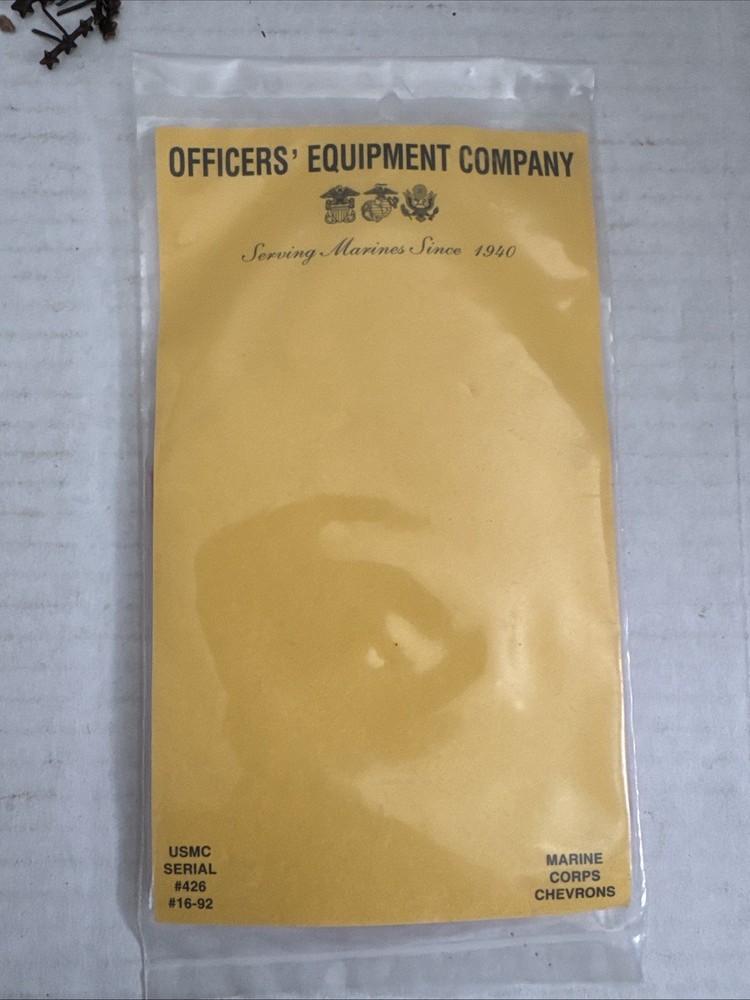 OFFICERS' EQUIPMENT COMPANY
Serving Marines Since 1940
USMC
SERIAL
#426
#16-92
MARINE
CORPS
CHEVRONS